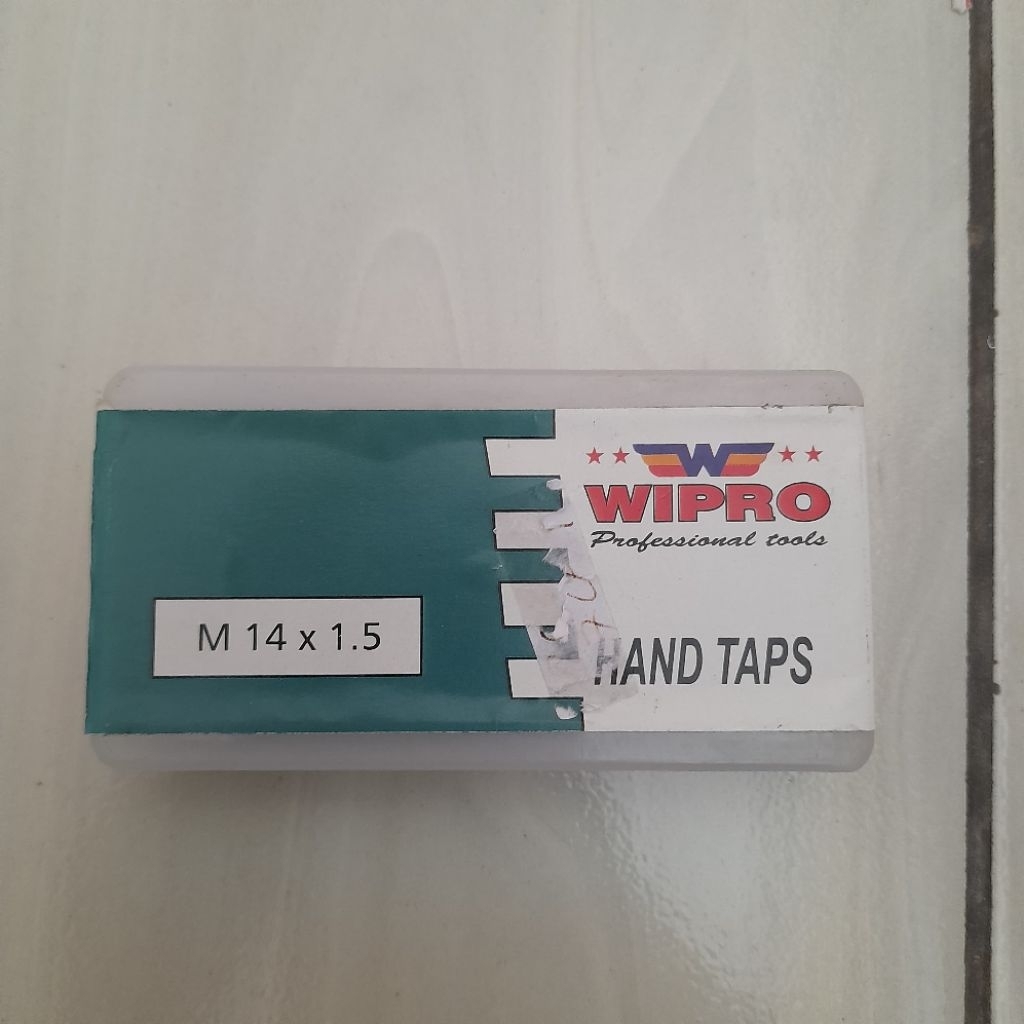 W
WIPRO
Professional tools
M 14 x 1.5
HAND TAPS